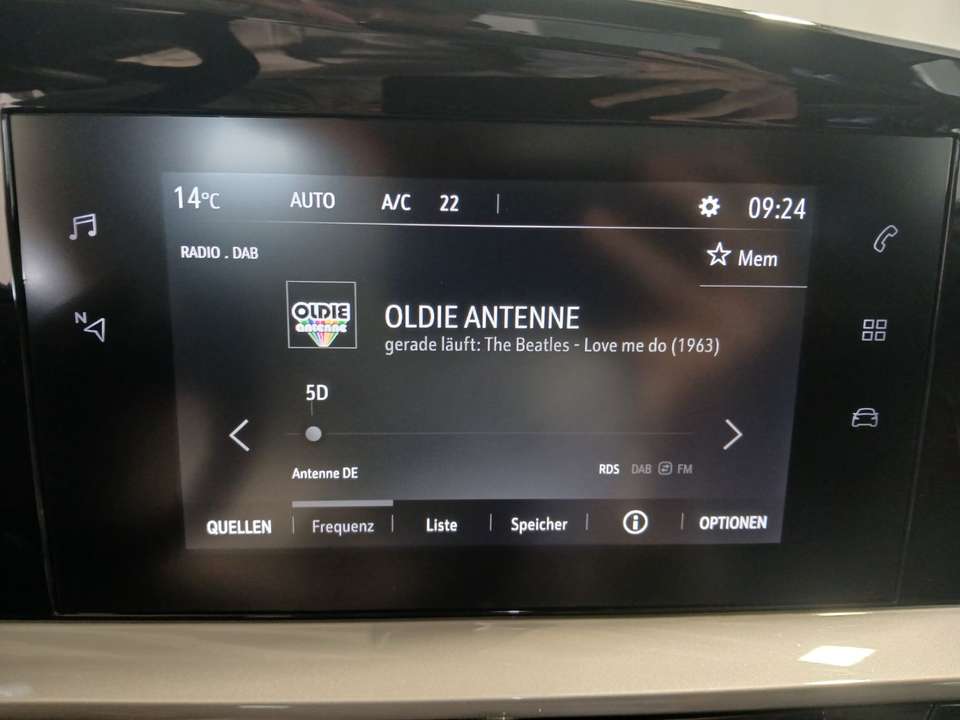 14°C AUTO A/C 22 09:24
RADIO . DAB
Mem
OLDIE
ANTENNE
OLDIE ANTENNE
gerade läuft: The Beatles - Love me do (1963)
5D
N
Antenne DE
RDS DAB FM
QUELLEN Frequenz Liste Speicher i OPTIONEN